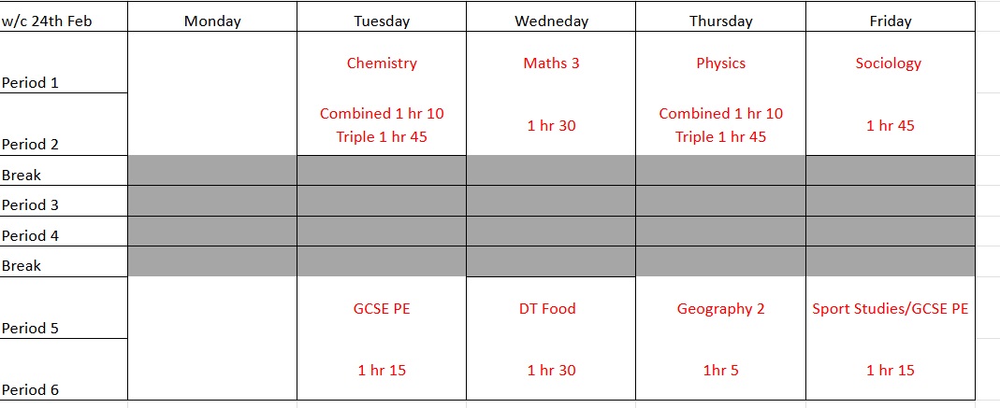 w/c 24th Feb Monday Tuesday Wedneday Thursday Friday
Period 1 Chemistry Maths 3 Physics Sociology
Period 2 Combined 1 hr 10 1 hr 30 Combined 1 hr 10 1 hr 45
Triple 1 hr 45 Triple 1 hr 45
Break
Period 3
Period 4
Break
Period 5 GCSE PE DT Food Geography 2 Sport Studies/GCSE PE
Period 6 1 hr 15 1 hr 30 1hr 5 1 hr 15